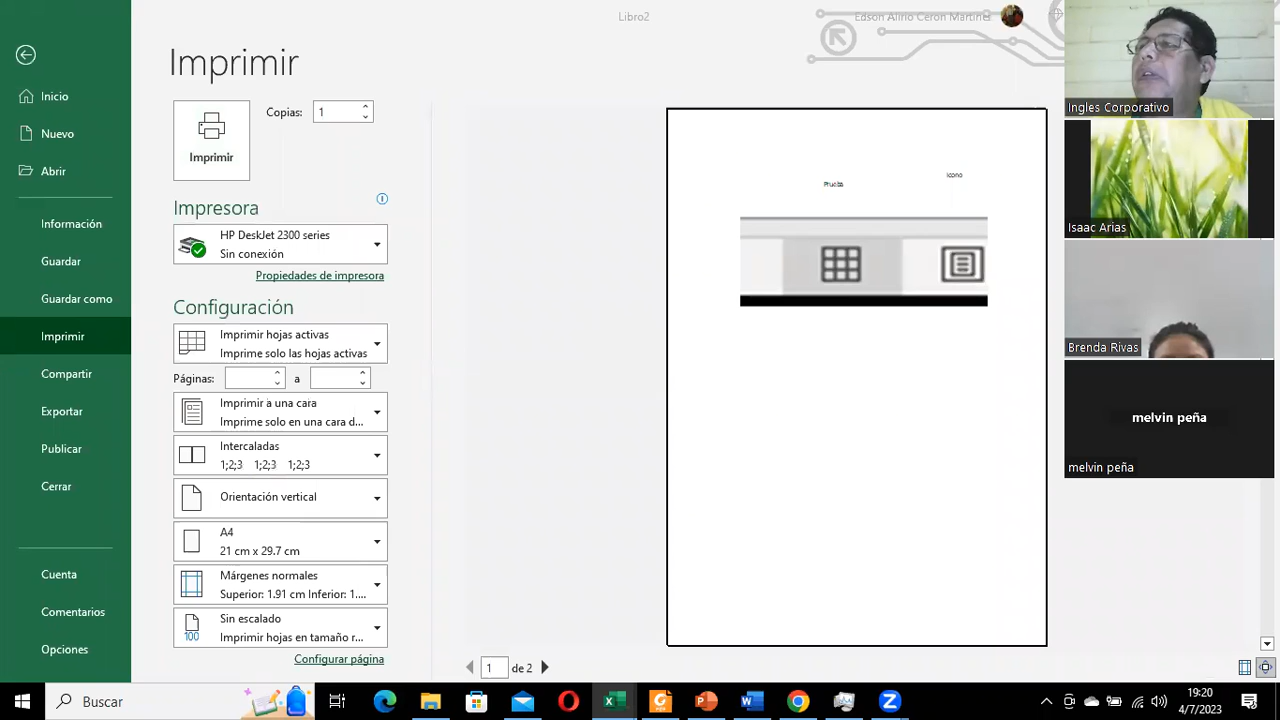 Libro2
Edson Alirio Ceron Martinez
Imprimir
Inicio
Nuevo
Abrir
Información
Guardar
Guardar como
Imprimir
Compartir
Exportar
Publicar
Cerrar
Cuenta
Comentarios
Opciones
Imprimir
Copias:
1
Impresora
HP DeskJet 2300 series
Sin conexión
Propiedades de impresora
Configuración
Imprimir hojas activas
Imprime solo las hojas activas
Páginas:
a
Imprimir a una cara
Imprime solo en una cara d...
Intercaladas
1;2;3 1;2;3 1;2;3
Orientación vertical
A4
21 cm x 29.7 cm
Márgenes normales
Superior: 1.91 cm Inferior: 1....
Sin escalado
100
Imprimir hojas en tamaño r...
Configurar página
Icono
Prueba
1 de 2
Ingles Corporativo
Isaac Arias
Brenda Rivas
melvin peña
melvin peña
Buscar
19:20
4/7/2023